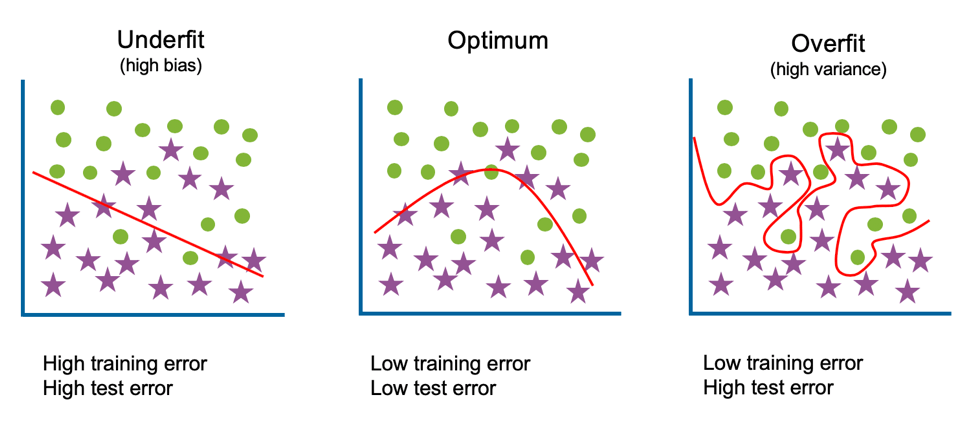 Underfit
(high bias)
Optimum
Overfit
(high variance)
High training error
High test error
Low training error
Low test error
Low training error
High test error